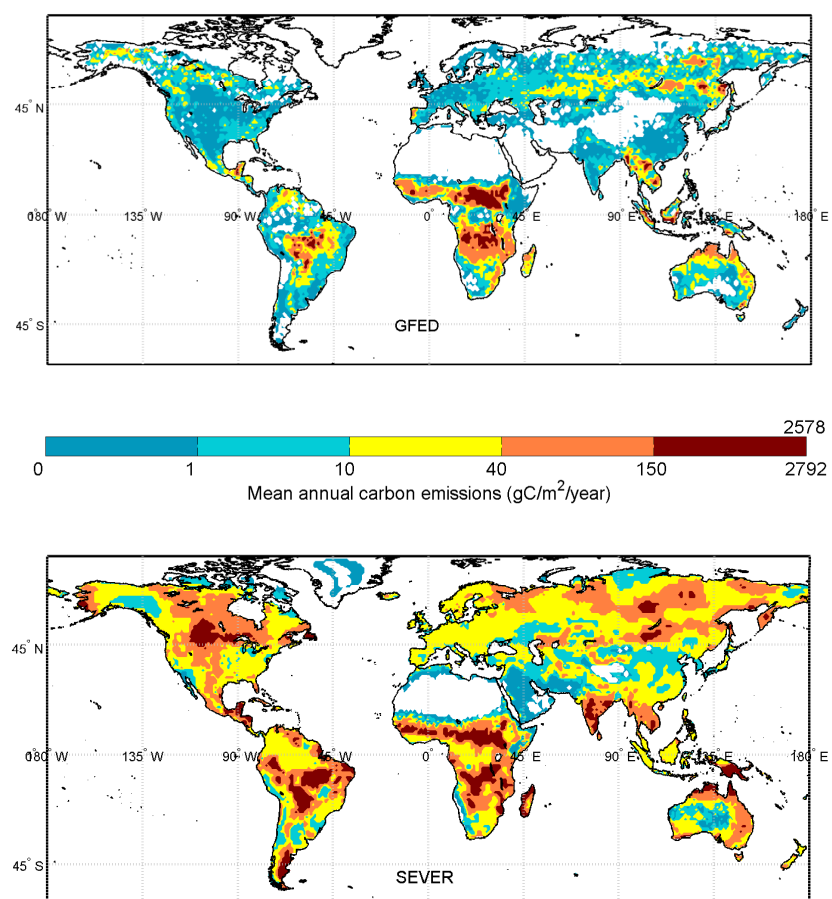 45° N
180° W 135° W 90° W 45° W 0 45° E 90° E 135° E 180° E
45° S
GFED
2578
0 1 10 40 150 2792
Mean annual carbon emissions (gC/m²/year)
45° N
180° W 135° W 90° W 45° W 0 45° E 90° E 135° E 180° E
45° S
SEVER